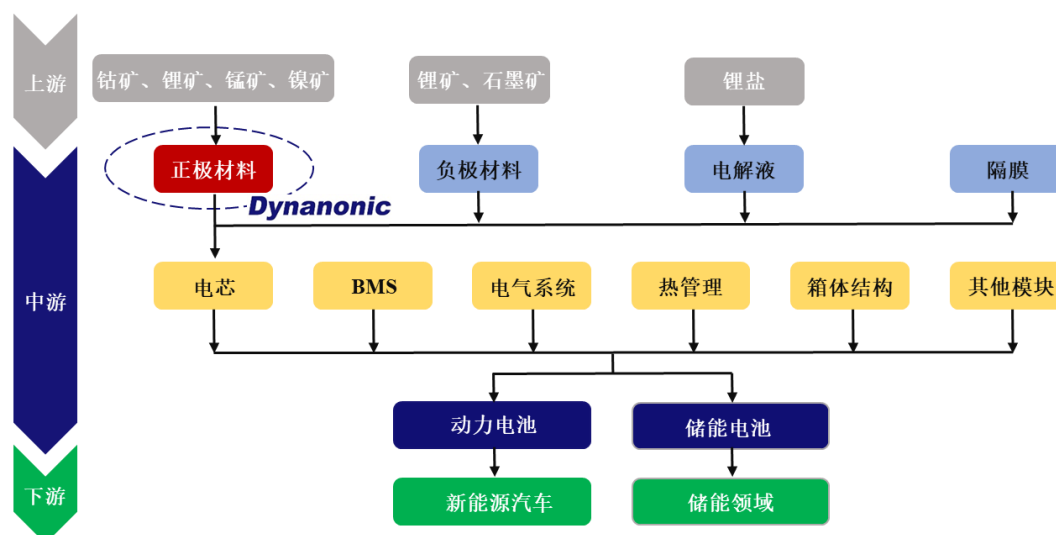 上游
钴矿、锂矿、锰矿、镍矿
锂矿、石墨矿
锂盐
正极材料
负极材料
电解液
隔膜
Dynanonic
中游
电芯
BMS
电气系统
热管理
箱体结构
其他模块
动力电池
储能电池
下游
新能源汽车
储能领域